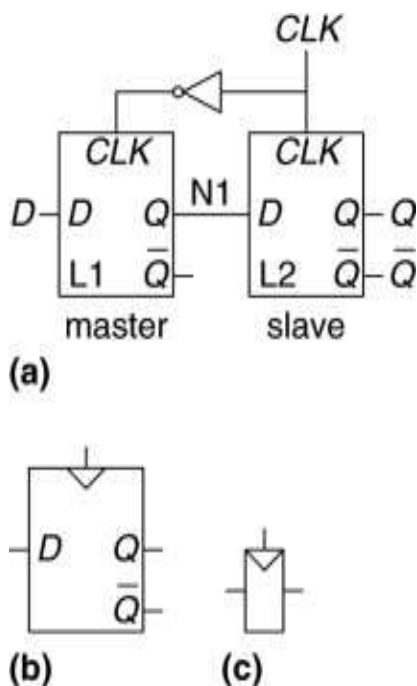 CLK
CLK CLK
D D Q N1 D Q Q
L1 Q̅ L2 Q̅ Q̅
master slave
(a)
D Q
Q̅
(b) (c)